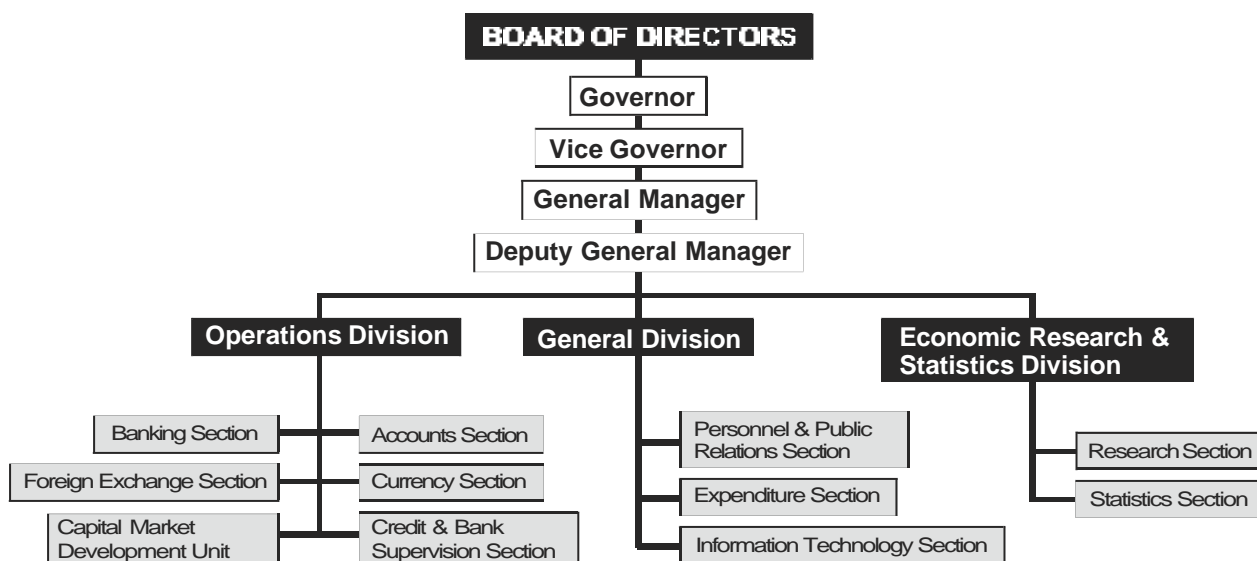 BOARD OF DIRECTORS
Governor
Vice Governor
General Manager
Deputy General Manager
Operations Division
General Division
Economic Research &
Statistics Division
Banking Section
Accounts Section
Foreign Exchange Section
Currency Section
Capital Market
Development Unit
Credit & Bank
Supervision Section
Personnel & Public
Relations Section
Expenditure Section
Information Technology Section
Research Section
Statistics Section